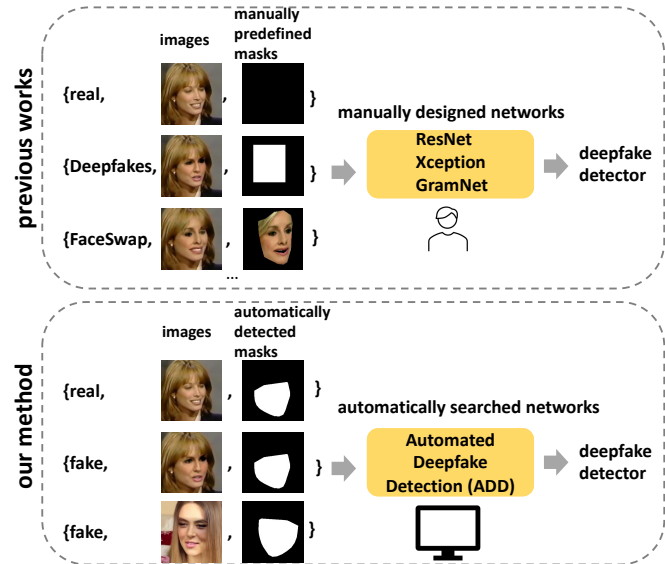 previous works
images
manually
predefined
masks
{real, , }
{Deepfakes, , }
{FaceSwap, , }
...
manually designed networks
ResNet
Xception
GramNet
deepfake
detector
our method
images
automatically
detected
masks
{real, , }
{fake, , }
{fake, , }
automatically searched networks
Automated
Deepfake
Detection (ADD)
deepfake
detector